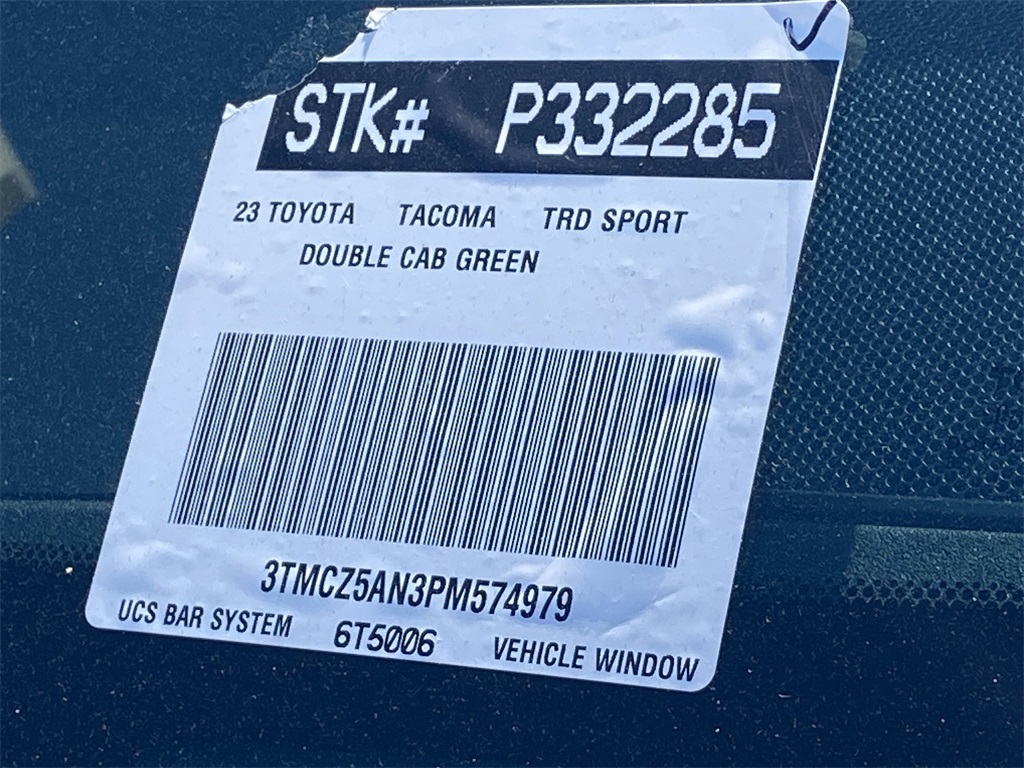 STK# P332285
23 TOYOTA TACOMA TRD SPORT
DOUBLE CAB GREEN
3TMCZ5AN3PM574979
UCS BAR SYSTEM 6T5006 VEHICLE WINDOW